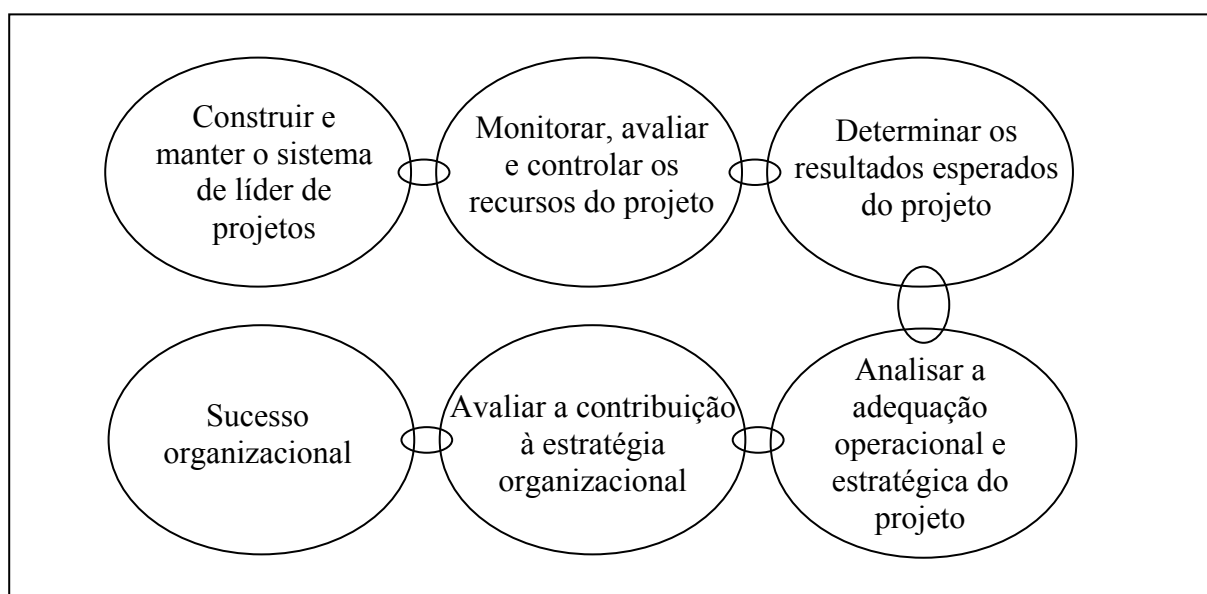 Construir e
manter o sistema
de líder de
projetos
Monitorar, avaliar
e controlar os
recursos do projeto
Determinar os
resultados esperados
do projeto
Sucesso
organizacional
Avaliar a contribuição
à estratégia
organizacional
Analisar a
adequação
operacional e
estratégica do
projeto